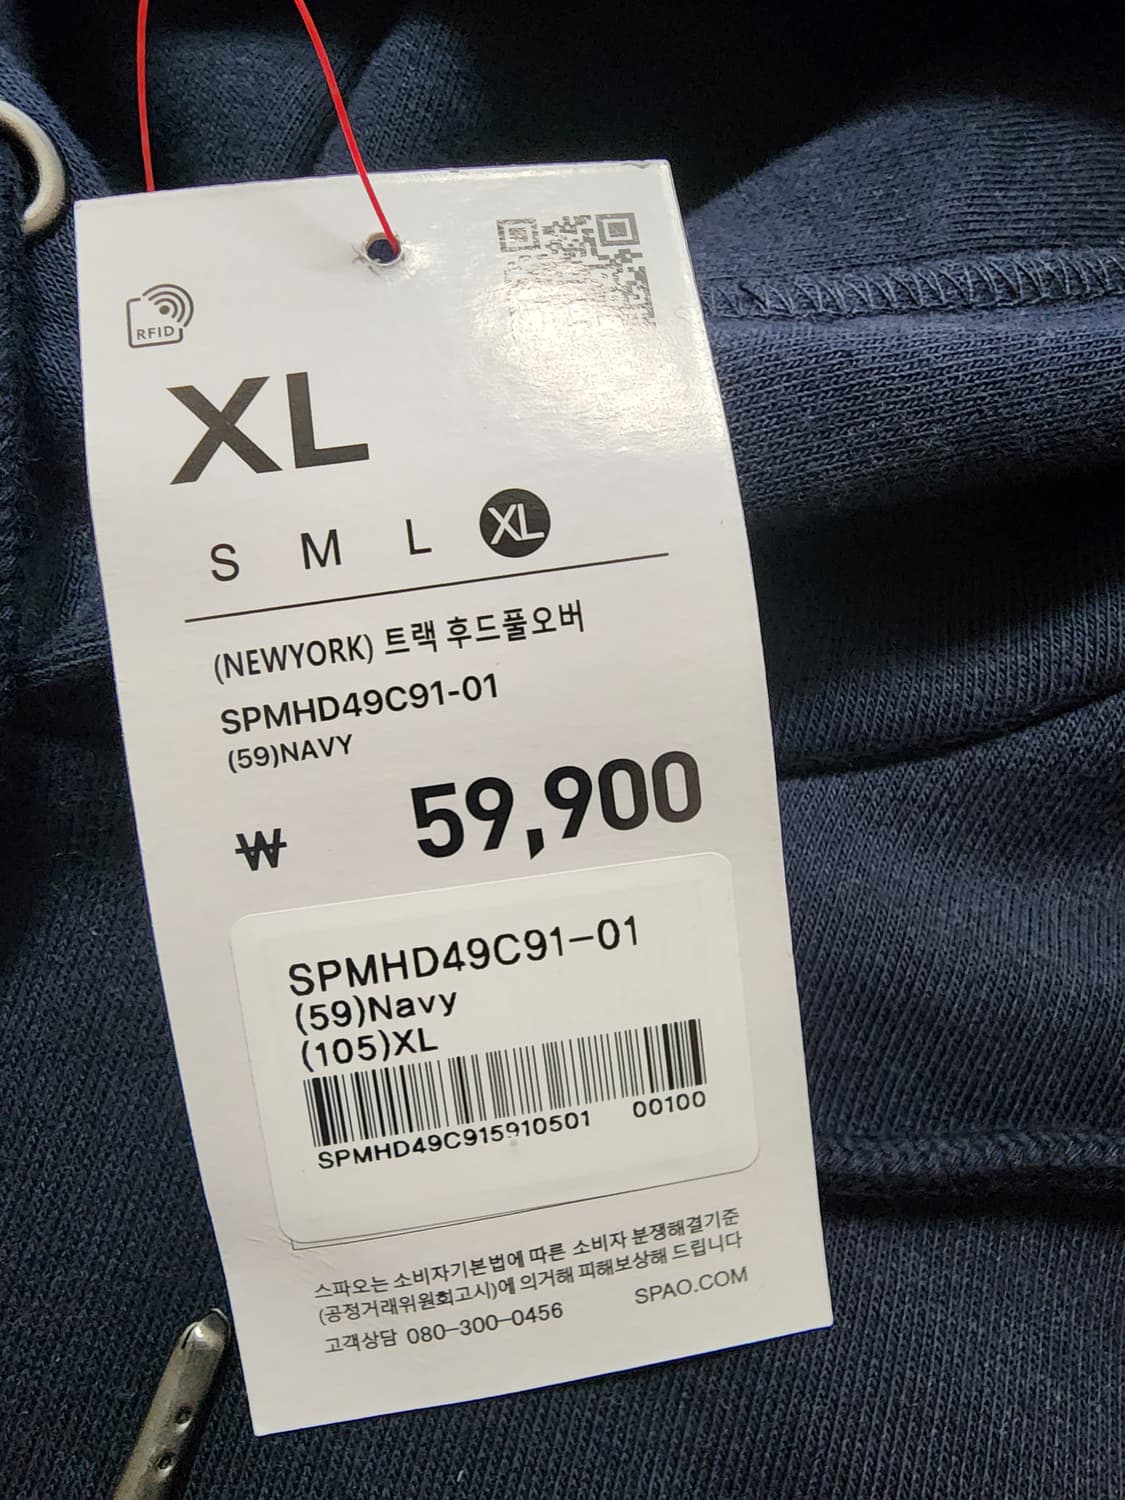 RFID
XL
S M L XL
(NEWYORK) 트랙 후드풀오버
SPMHD49C91-01
(59)NAVY
₩ 59,900
SPMHD49C91-01
(59)Navy
(105)XL
SPMHD49C915910501 00100
스파오는 소비자기본법에 따른 소비자 분쟁해결기준
(공정거래위원회고시)에 의거해 피해보상해 드립니다
고객상담 080-300-0456 SPAO.COM